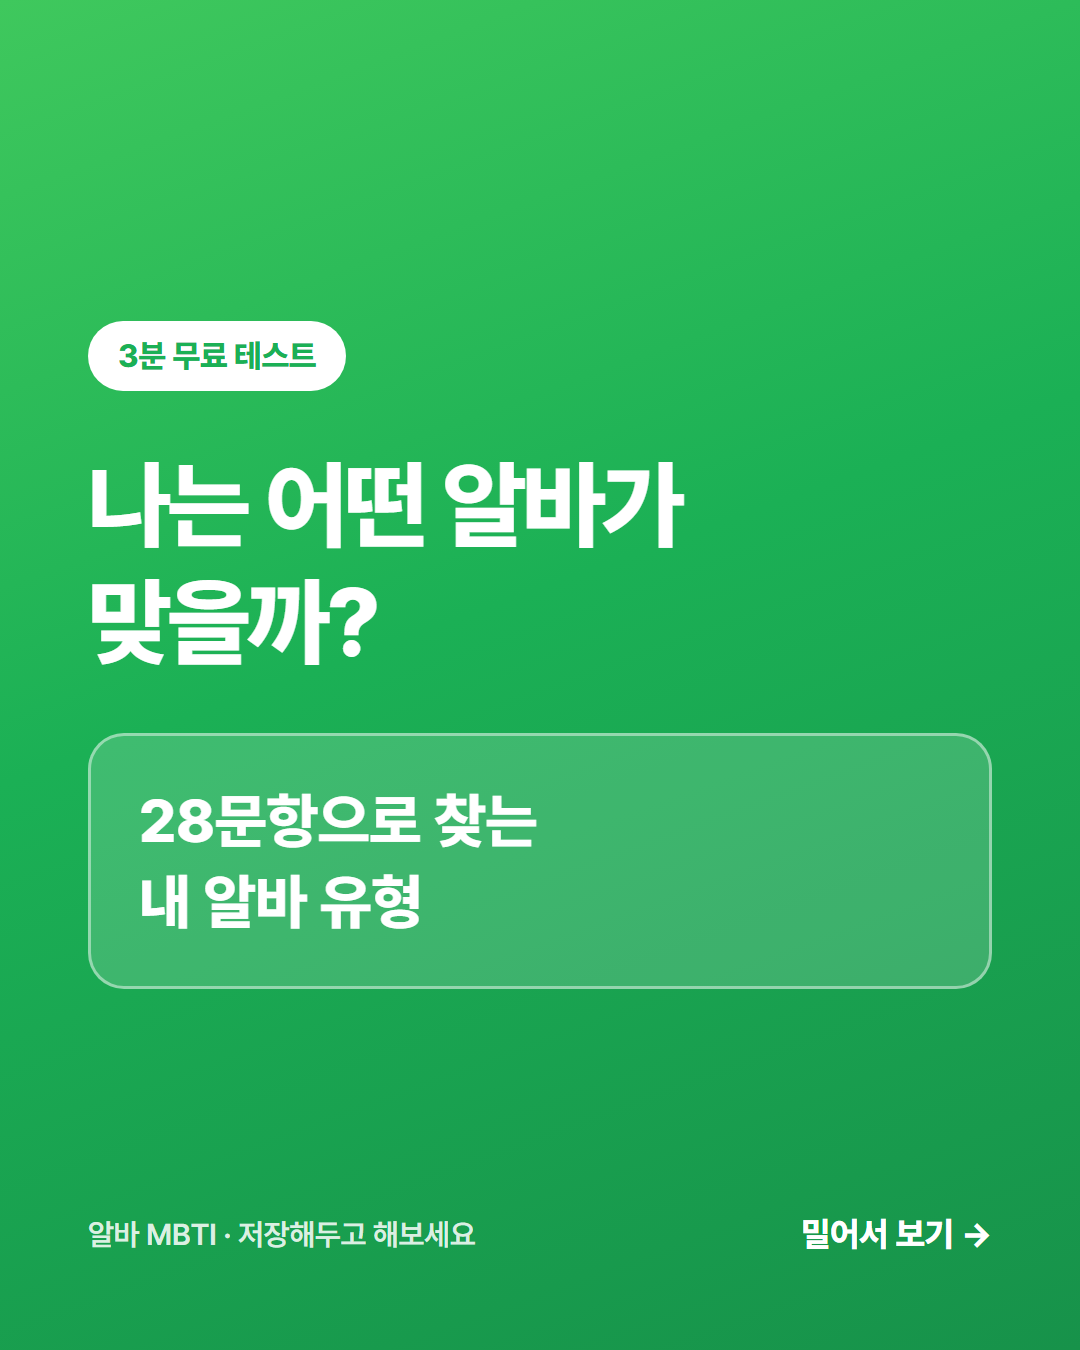 3분 무료 테스트
나는 어떤 알바가
맞을까?
28문항으로 찾는
내 알바 유형
알바 MBTI · 저장해두고 해보세요
밀어서 보기 →